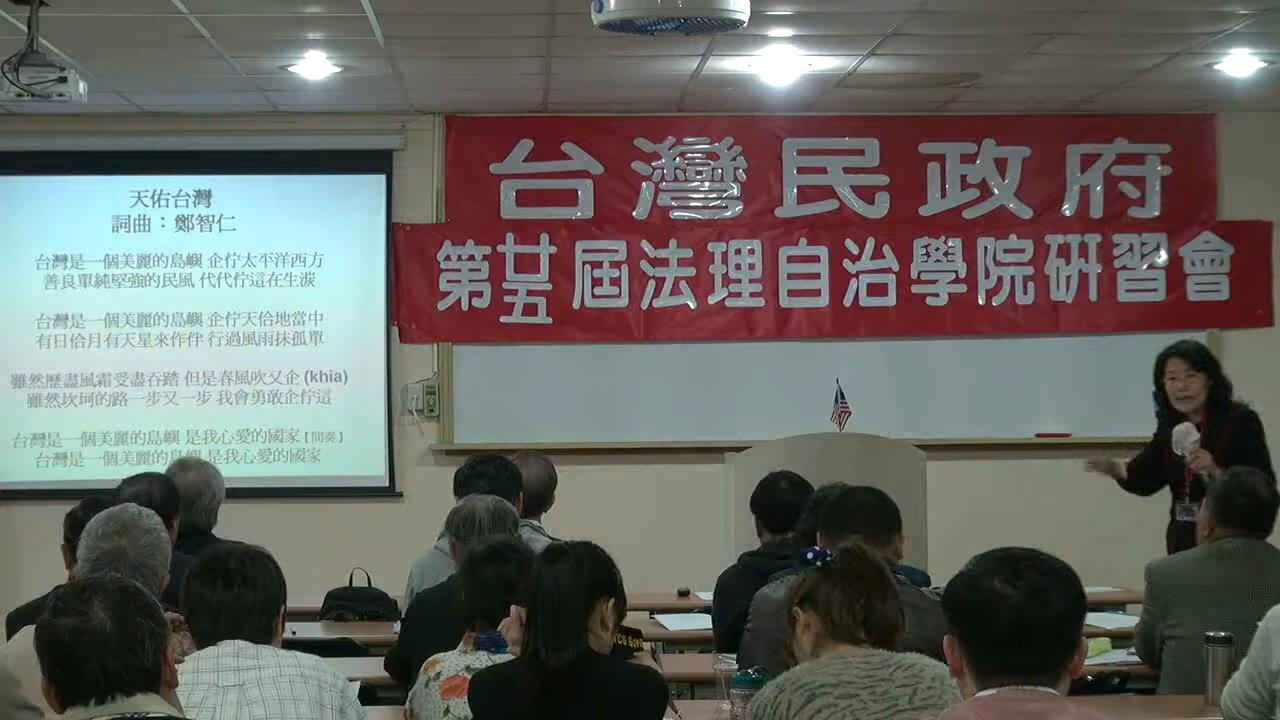 天佑台灣
詞曲：鄭智仁
台灣是一個美麗的島嶼 企佇太平洋西方
善良單純堅強的民風 代代佇這在生湠
台灣是一個美麗的島嶼 企佇天佮地當中
有日佮月有天星來作伴 行過風雨抹孤單
雖然歷盡風霜受盡吞踏 但是春風吹又企 (khia)
雖然坎坷的路一步又一步 我會勇敢企佇這
台灣是一個美麗的島嶼 是我心愛的國家 [間奏]
台灣是一個美麗的島嶼 是我心愛的國家
台灣民政府
第廿五屆法理自治學院研習會